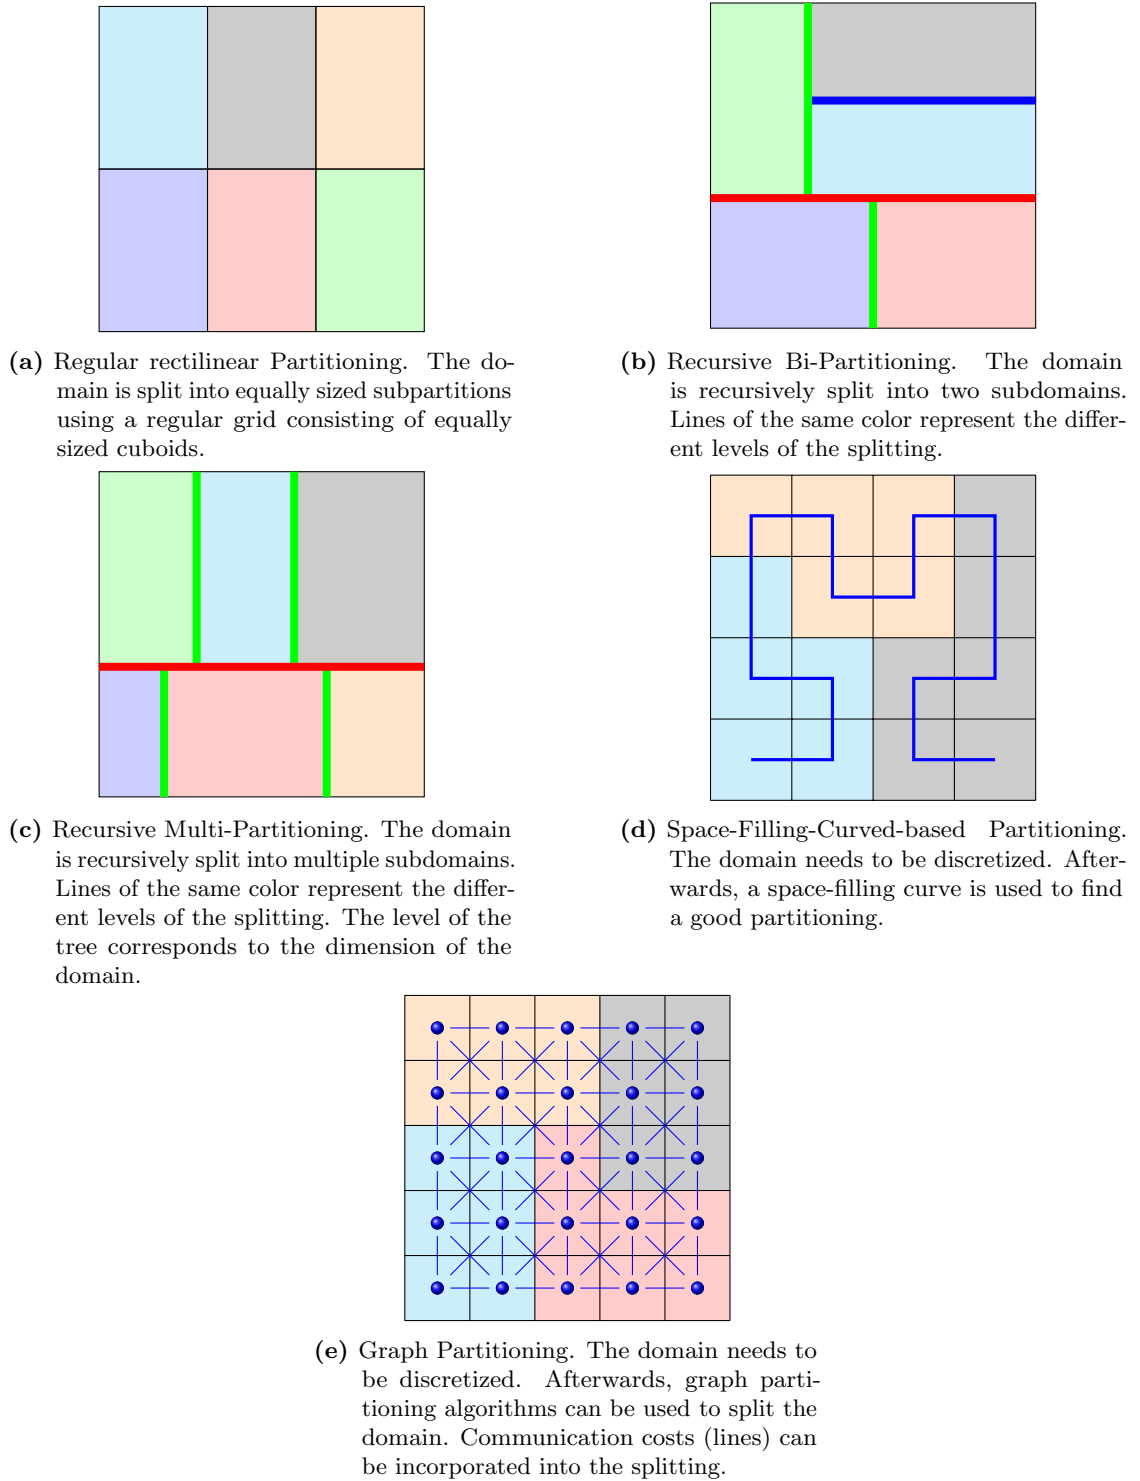 (a) Regular rectilinear Partitioning. The do-
main is split into equally sized subpartitions
using a regular grid consisting of equally
sized cuboids.
(b) Recursive Bi-Partitioning. The domain
is recursively split into two subdomains.
Lines of the same color represent the differ-
ent levels of the splitting.
(c) Recursive Multi-Partitioning. The domain
is recursively split into multiple subdomains.
Lines of the same color represent the differ-
ent levels of the splitting. The level of the
tree corresponds to the dimension of the
domain.
(d) Space-Filling-Curved-based Partitioning.
The domain needs to be discretized. After-
wards, a space-filling curve is used to find
a good partitioning.
(e) Graph Partitioning. The domain needs to
be discretized. Afterwards, graph parti-
tioning algorithms can be used to split the
domain. Communication costs (lines) can
be incorporated into the splitting.